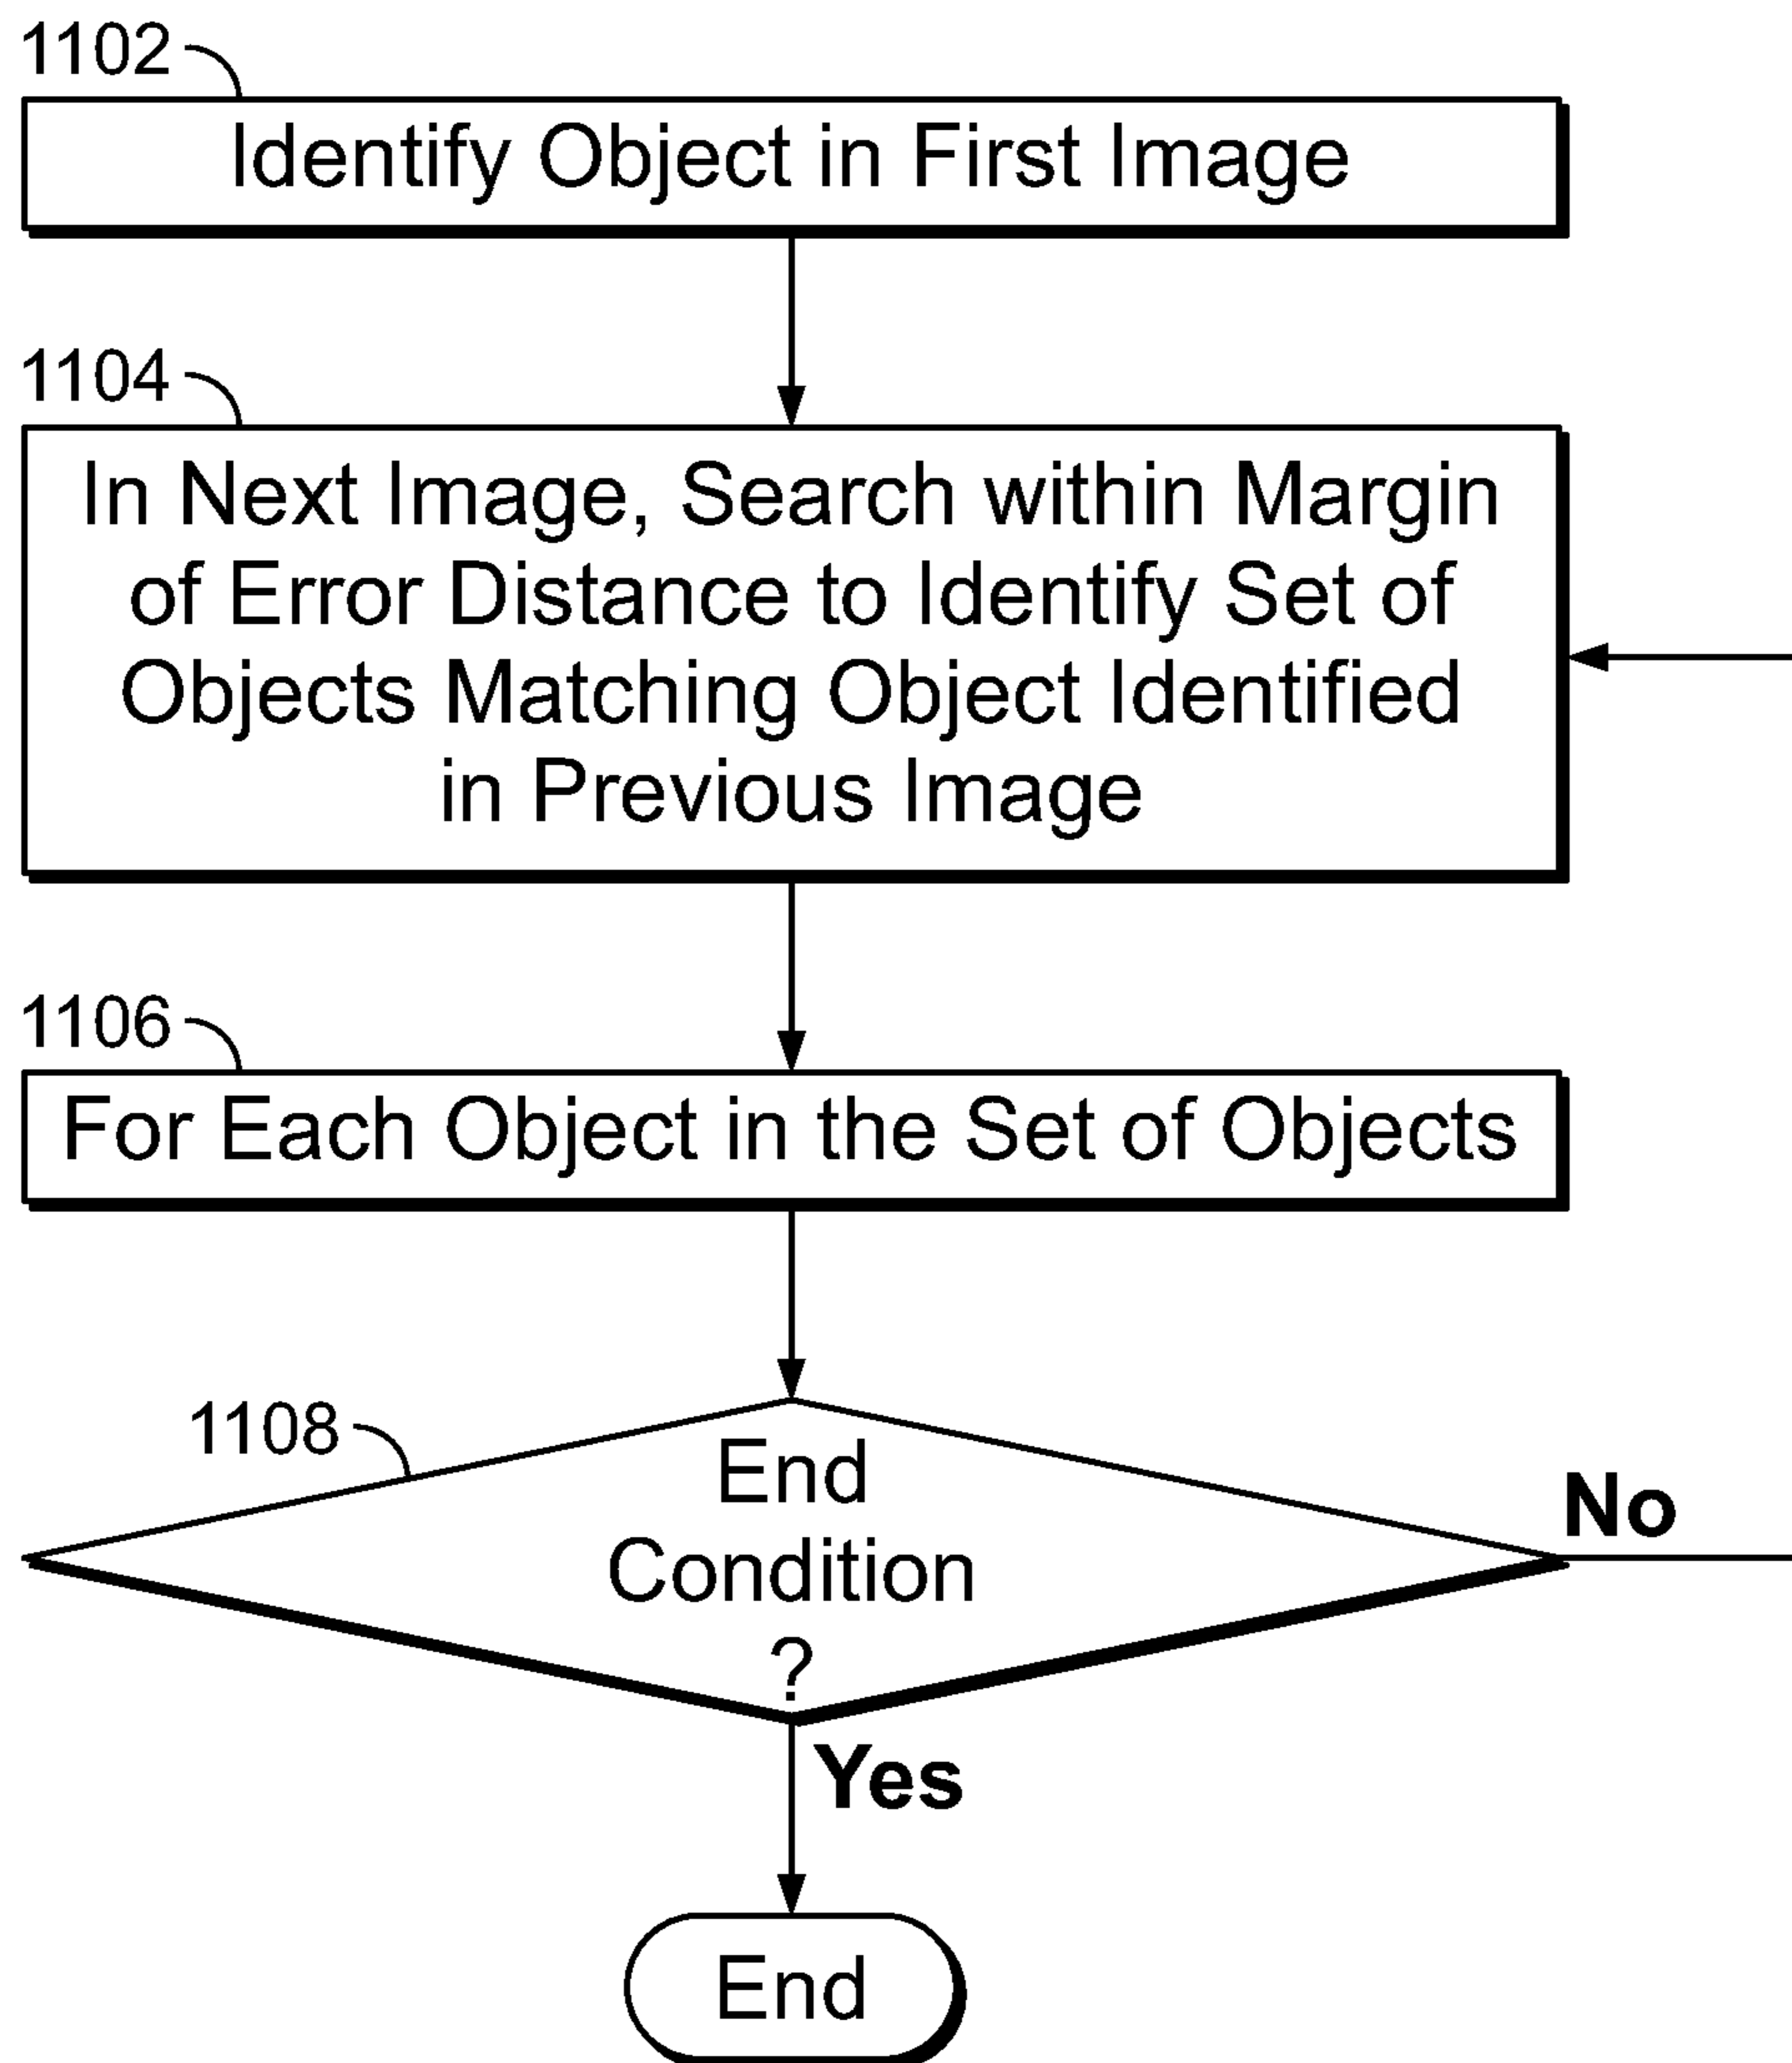 1102
Identify Object in First Image
1104
In Next Image, Search within Margin
of Error Distance to Identify Set of
Objects Matching Object Identified
in Previous Image
1106
For Each Object in the Set of Objects
1108
End
Condition
?
No
Yes
End